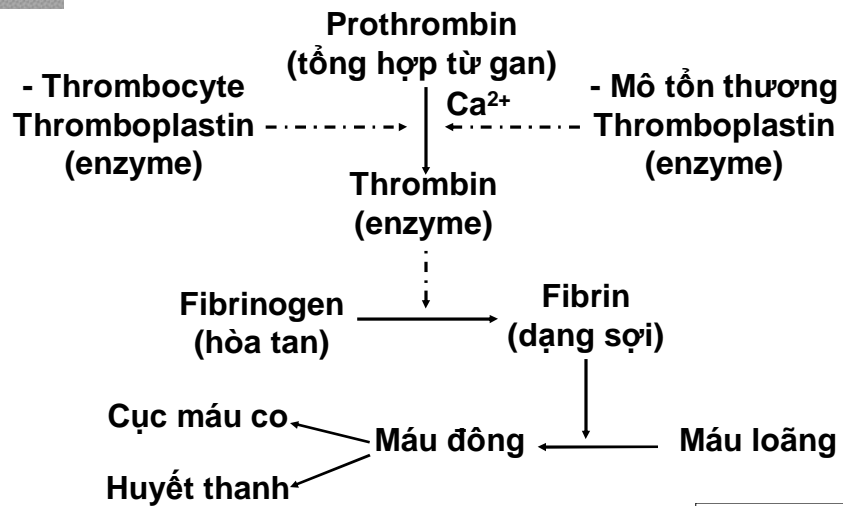 Prothrombin
(tổng hợp từ gan)
- Thrombocyte
Thromboplastin
(enzyme)
Ca²⁺
- Mô tổn thương
Thromboplastin
(enzyme)
Thrombin
(enzyme)
Fibrinogen
(hòa tan)
Fibrin
(dạng sợi)
Cục máu co
Máu đông
Máu loãng
Huyết thanh